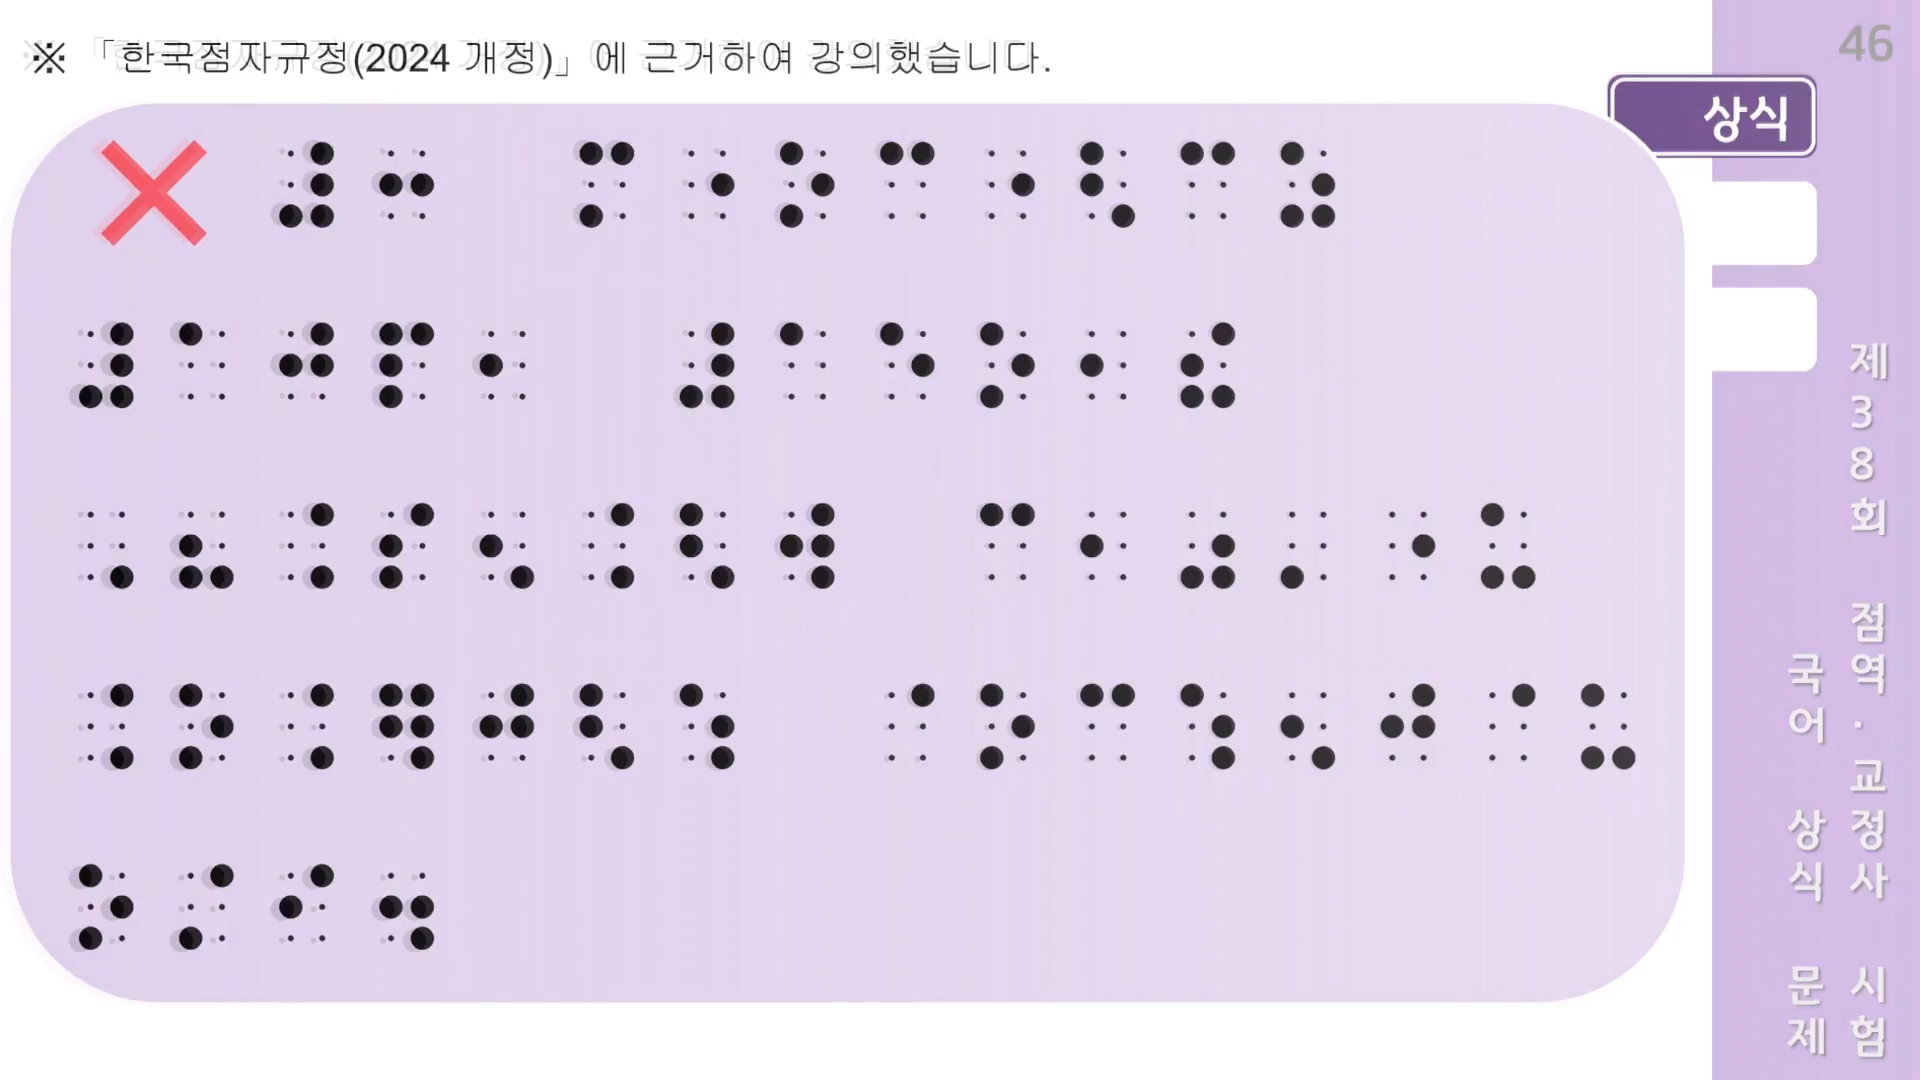 ※ 「한국점자규정(2024 개정)」에 근거하여 강의했습니다.
46
상식
⠼⠒ ⠍⠐⠕⠉⠐⠣⠉⠵
⠼⠁⠚⠏⠂ ⠼⠁⠑⠕⠂⠮
⠠⠦⠨⠎⠢⠨⠣⠺ ⠉⠂⠴⠄⠐⠥
⠨⠕⠨⠻⠚⠣⠱ ⠈⠕⠉⠱⠢⠚⠈⠥
⠕⠌⠊⠲
제38회 점역·교정사 시험
국어 상식 문제